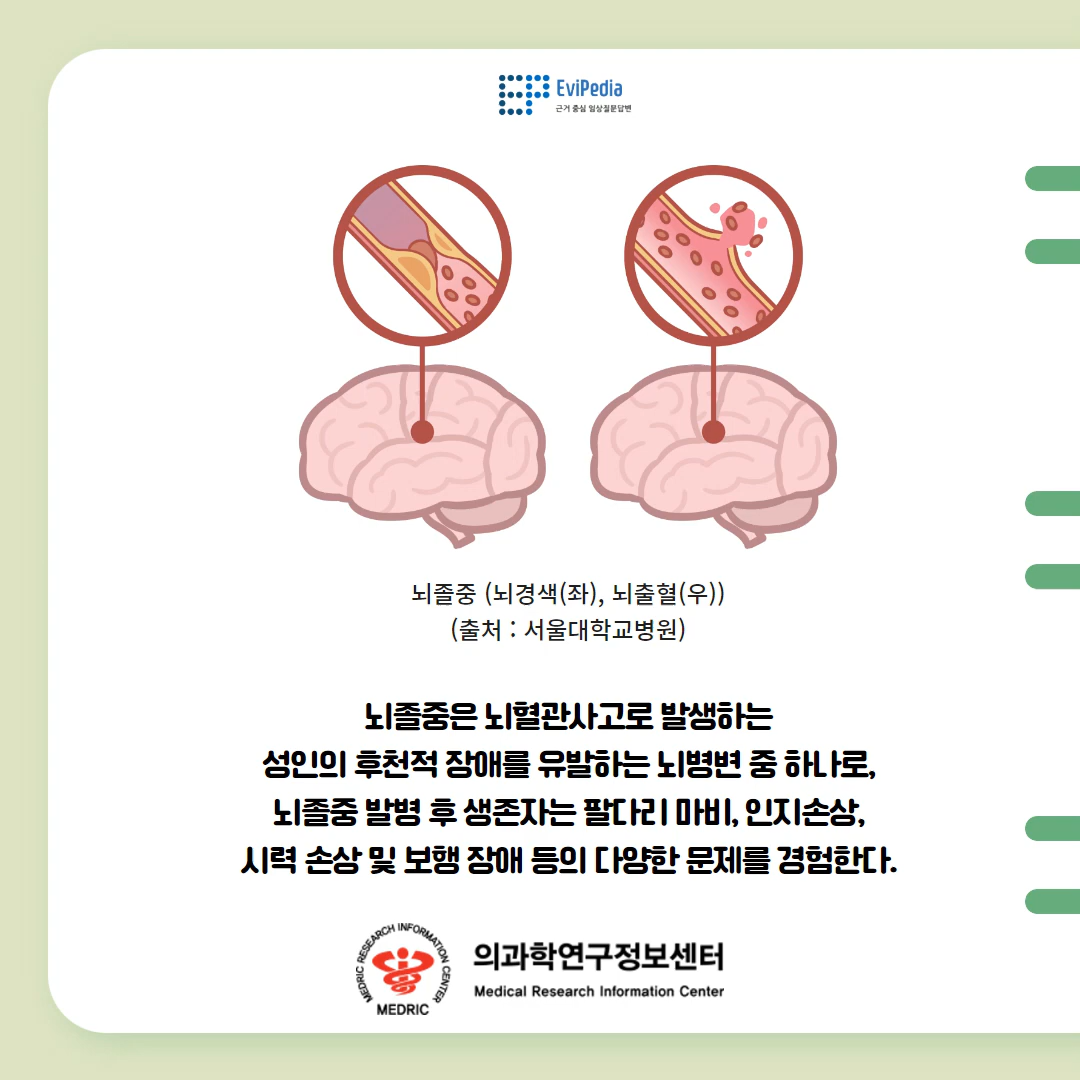 EviPedia
근거 중심 임상질문답변
뇌졸중 (뇌경색(좌), 뇌출혈(우))
(출처 : 서울대학교병원)
뇌졸중은 뇌혈관사고로 발생하는
성인의 후천적 장애를 유발하는 뇌병변 중 하나로,
뇌졸중 발병 후 생존자는 팔다리 마비, 인지손상,
시력 손상 및 보행 장애 등의 다양한 문제를 경험한다.
MEDRIC RESEARCH INFORMATION CENTER
MEDRIC
의과학연구정보센터
Medical Research Information Center